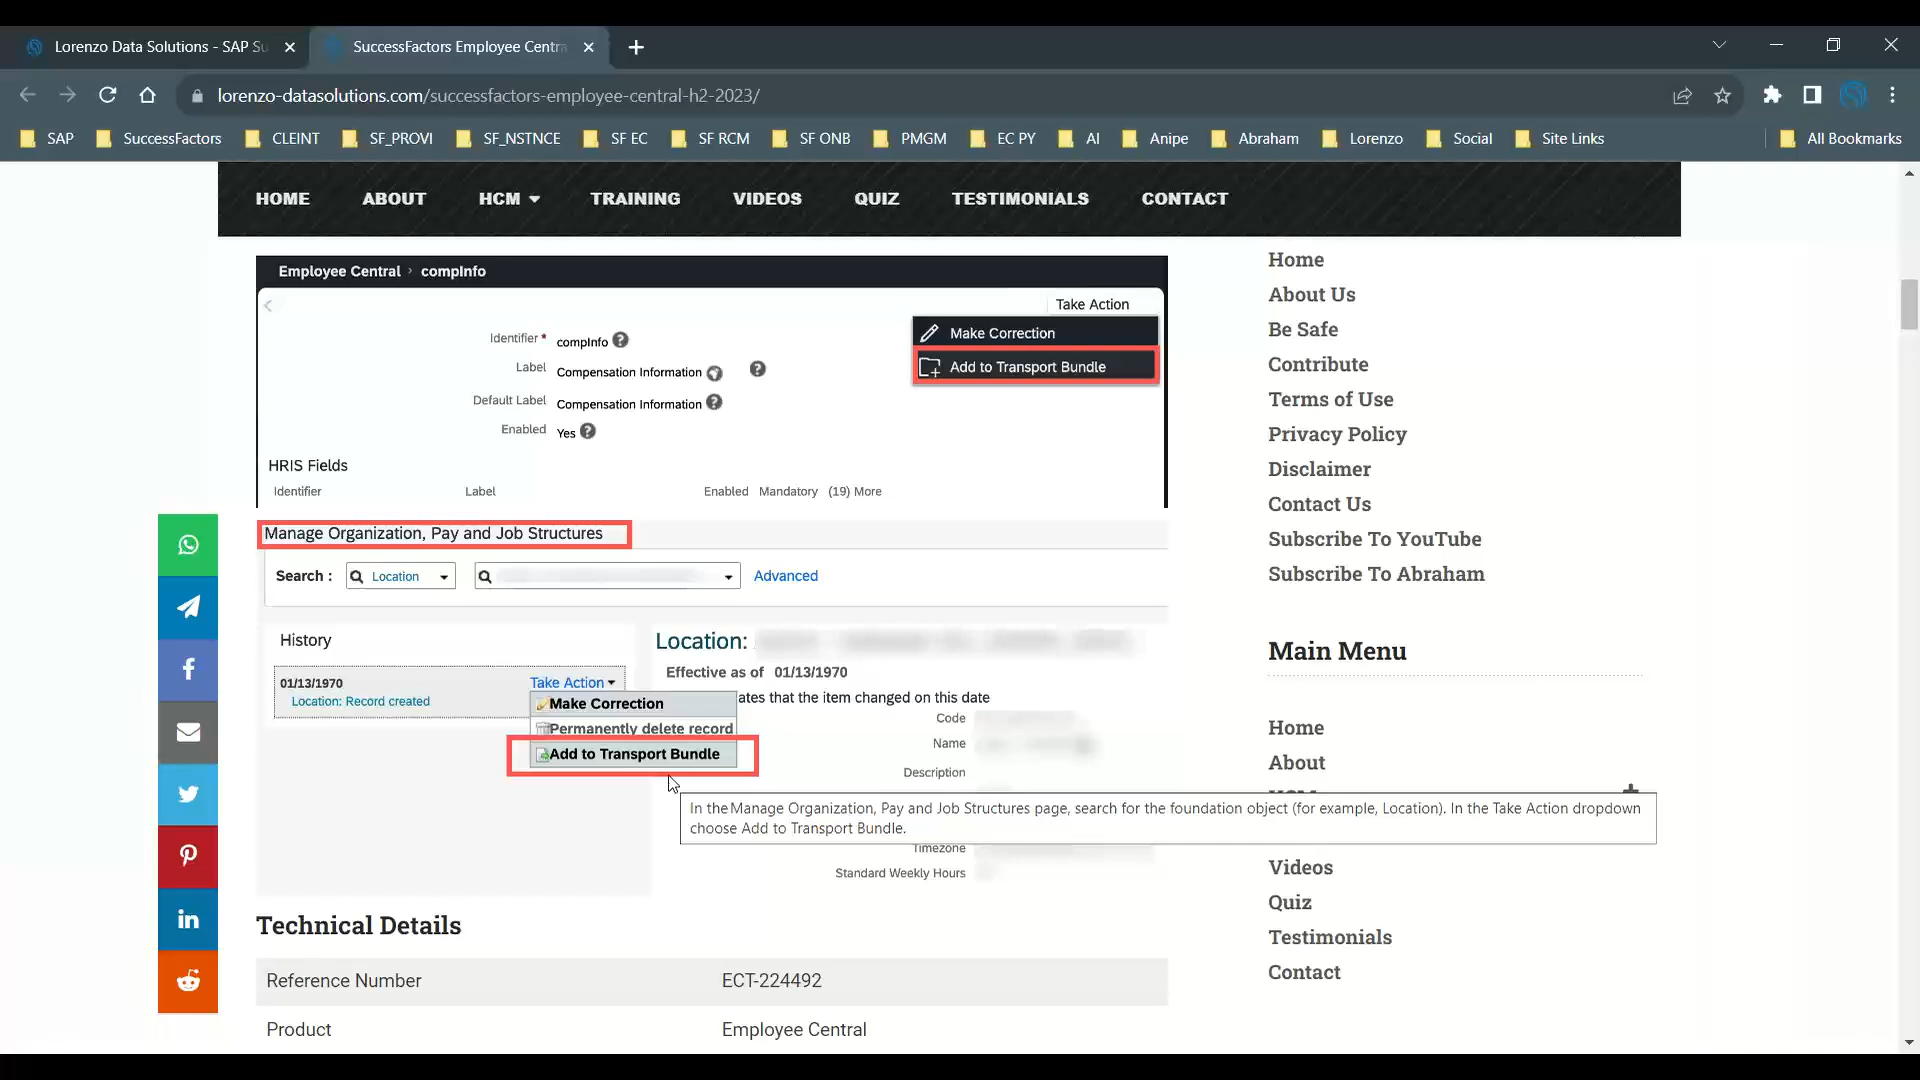 Lorenzo Data Solutions - SAP Su
SuccessFactors Employee Centra
lorenzo-datasolutions.com/successfactors-employee-central-h2-2023/
SAP
SuccessFactors
CLEINT
SF_PROVI
SF_NSTNCE
SF EC
SF RCM
SF ONB
PMGM
EC PY
AI
Anipe
Abraham
Lorenzo
Social
Site Links
All Bookmarks
HOME
ABOUT
HCM
TRAINING
VIDEOS
QUIZ
TESTIMONIALS
CONTACT
Employee Central › compInfo
Take Action
Make Correction
Add to Transport Bundle
Identifier * compInfo
Label Compensation Information
Default Label Compensation Information
Enabled Yes
HRIS Fields
Identifier Label Enabled Mandatory (19) More
Manage Organization, Pay and Job Structures
Search : Location Advanced
History
01/13/1970 Take Action
Location: Record created
Make Correction
Permanently delete record
Add to Transport Bundle
Location:
Effective as of 01/13/1970
ates that the item changed on this date
Code
Name
Description
In the Manage Organization, Pay and Job Structures page, search for the foundation object (for example, Location). In the Take Action dropdown
choose Add to Transport Bundle.
Timezone
Standard Weekly Hours
Technical Details
Reference Number ECT-224492
Product Employee Central
Home
About Us
Be Safe
Contribute
Terms of Use
Privacy Policy
Disclaimer
Contact Us
Subscribe To YouTube
Subscribe To Abraham
Main Menu
Home
About
HCM
Videos
Quiz
Testimonials
Contact